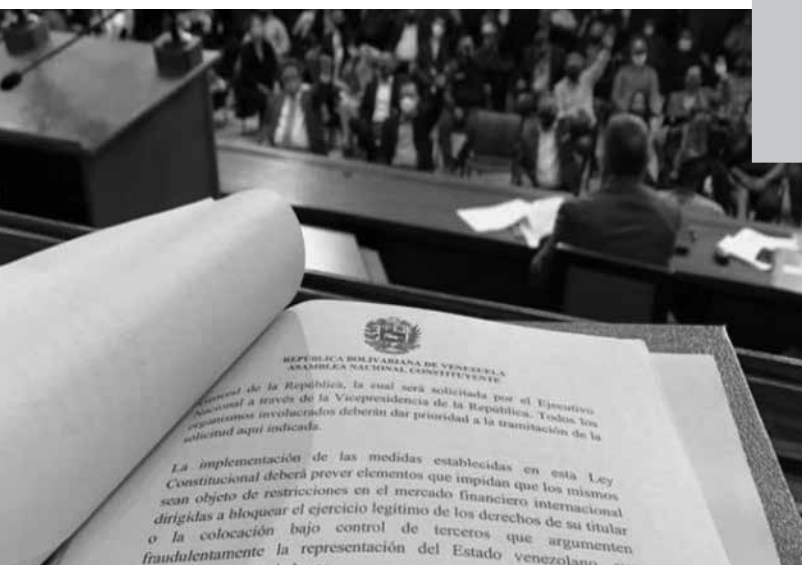 REPÚBLICA BOLIVARIANA DE VENEZUELA
ASAMBLEA NACIONAL CONSTITUYENTE
General de la República, la cual será solicitada por el Ejecutivo
Nacional a través de la Vicepresidencia de la República. Todos los
organismos involucrados deberán dar prioridad a la tramitación de la
solicitud aquí indicada.
La implementación de las medidas establecidas en esta Ley
Constitucional deberá prever elementos que impidan que los mismos
sean objeto de restricciones en el mercado financiero internacional
dirigidas a bloquear el ejercicio legítimo de los derechos de su titular
o la colocación bajo control de terceros que argumenten
fraudulentamente la representación del Estado venezolano